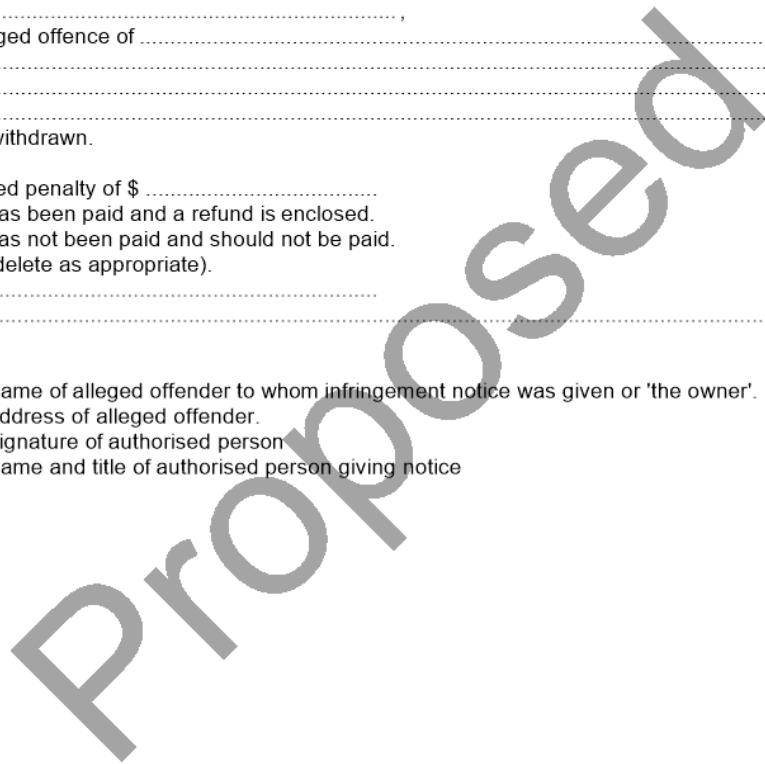 .................................................................... ,
ged offence of ..........................................................................................................
..................................................................................................................................
..................................................................................................................................
..................................................................................................................................
withdrawn.
ed penalty of $ ......................................
as been paid and a refund is enclosed.
as not been paid and should not be paid.
delete as appropriate).
...............................................................
..................................................................................................................................
ame of alleged offender to whom infringement notice was given or 'the owner'.
ddress of alleged offender.
ignature of authorised person
ame and title of authorised person giving notice
Proposed